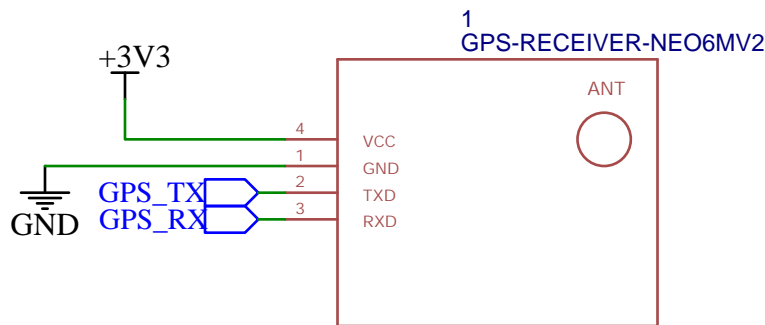 1
GPS-RECEIVER-NEO6MV2
+3V3
ANT
4 VCC
1 GND
GPS_TX 2 TXD
GPS_RX 3 RXD
GND